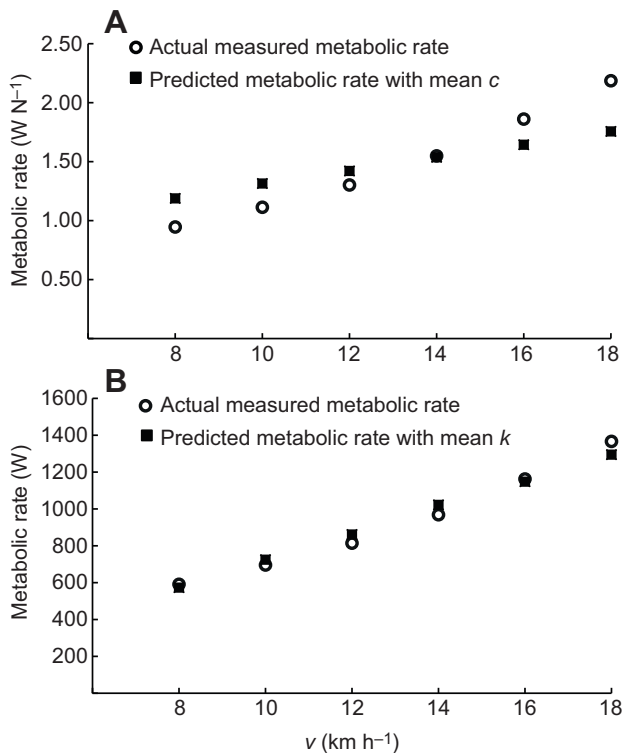 A
2.50
Actual measured metabolic rate
Predicted metabolic rate with mean c
2.00
1.50
1.00
0.50
Metabolic rate (W N⁻¹)
8 10 12 14 16 18
B
1600
Actual measured metabolic rate
1400
Predicted metabolic rate with mean k
1200
1000
800
600
400
200
Metabolic rate (W)
8 10 12 14 16 18
v (km h⁻¹)